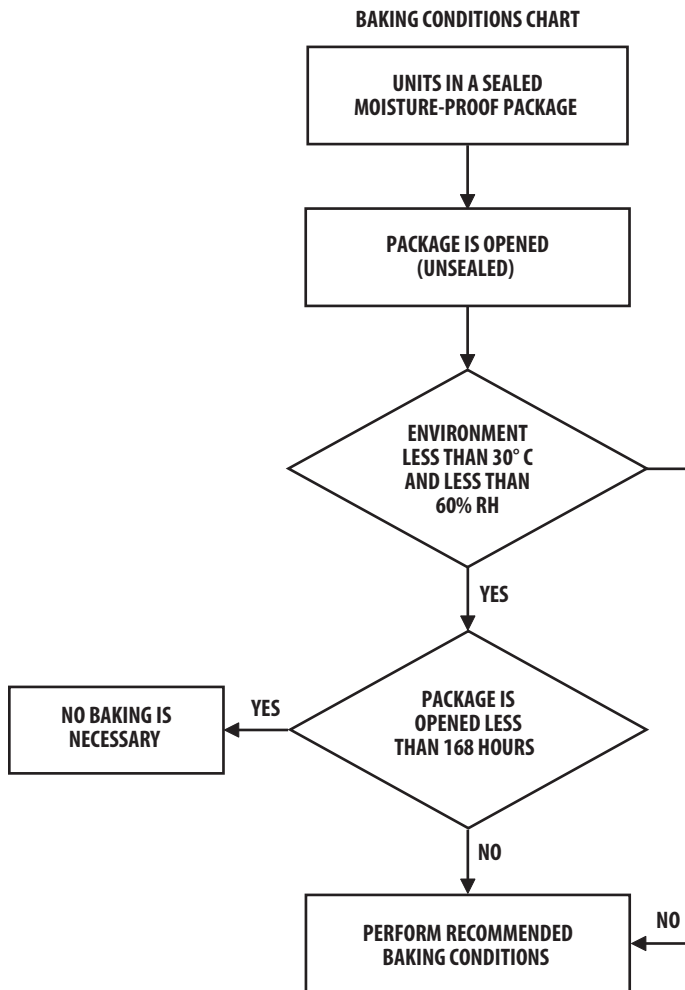 BAKING CONDITIONS CHART
UNITS IN A SEALED
MOISTURE-PROOF PACKAGE
PACKAGE IS OPENED
(UNSEALED)
ENVIRONMENT
LESS THAN 30° C
AND LESS THAN
60% RH
YES
PACKAGE IS
OPENED LESS
THAN 168 HOURS
YES
NO BAKING IS
NECESSARY
NO
PERFORM RECOMMENDED
BAKING CONDITIONS
NO